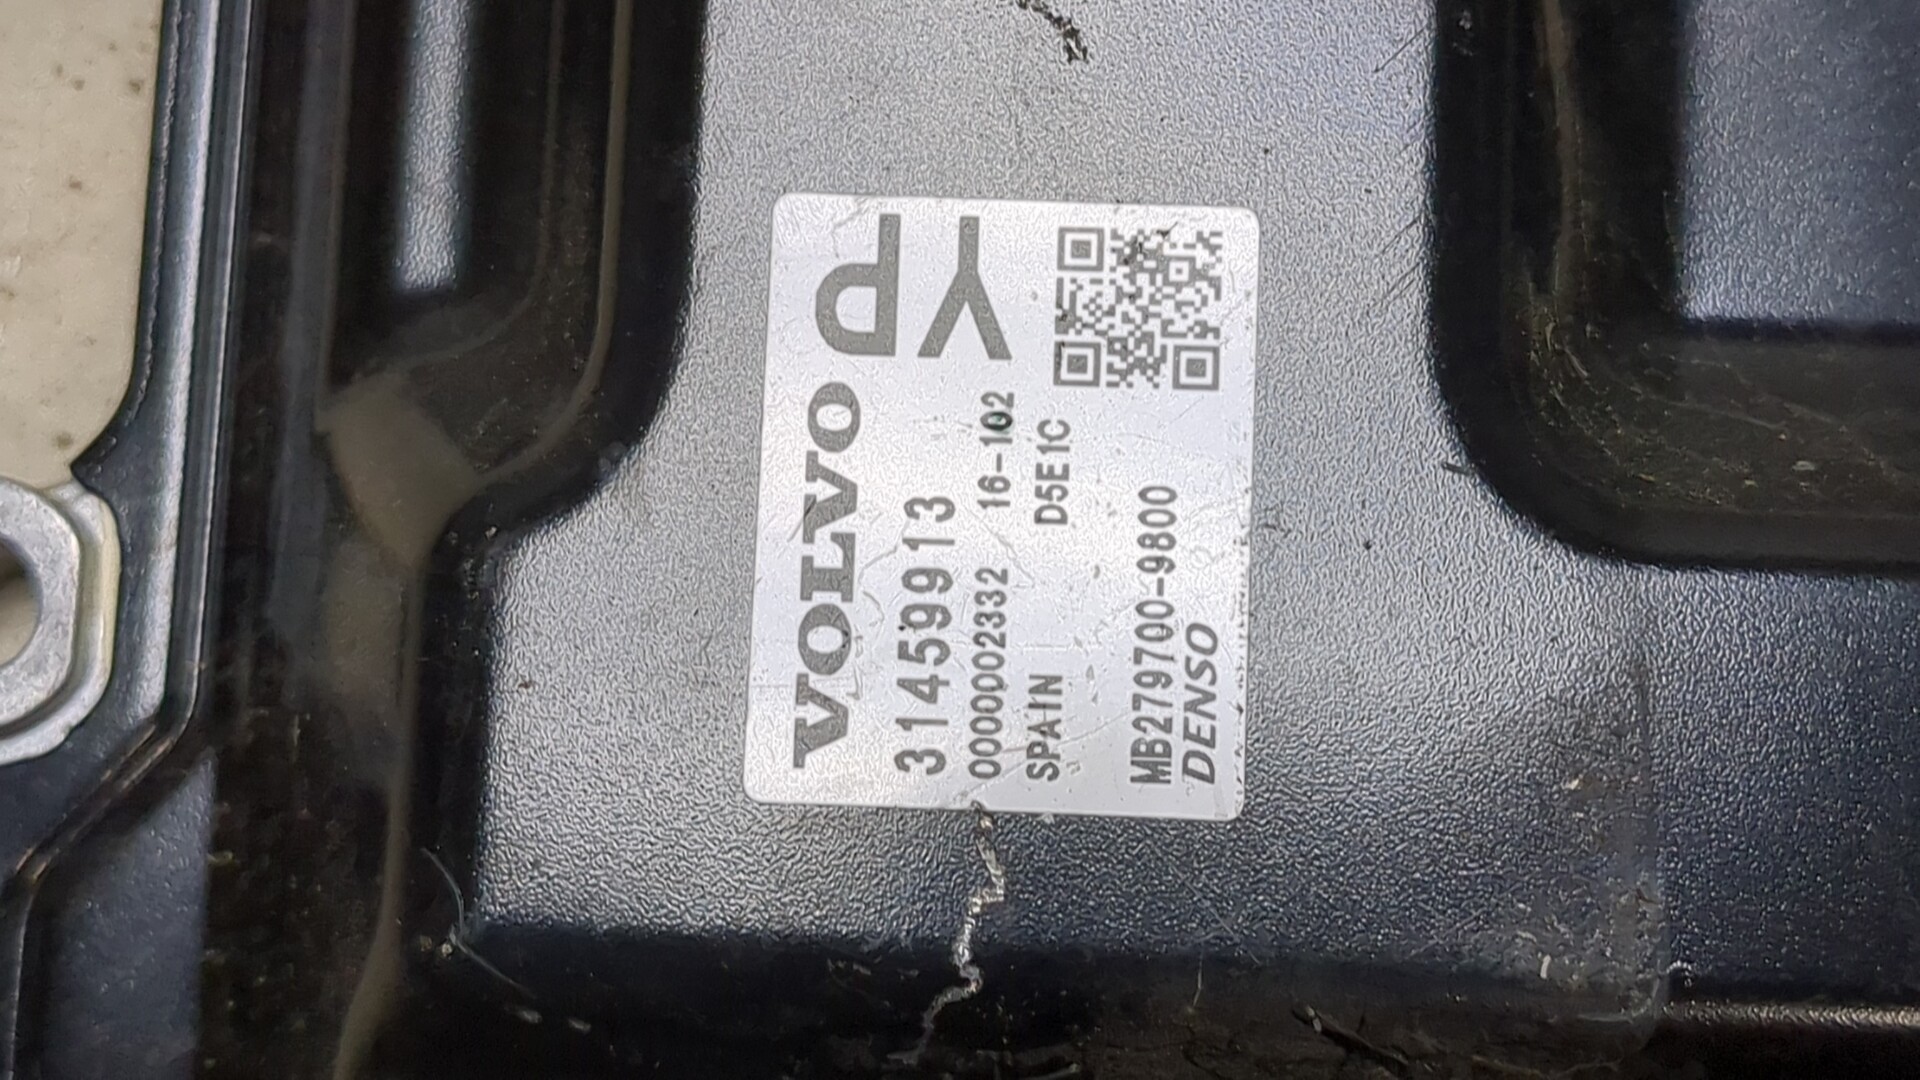 VOLVO
YP
31459913
0000002332 16-102
SPAIN D5E1C
MB279700-9800
DENSO